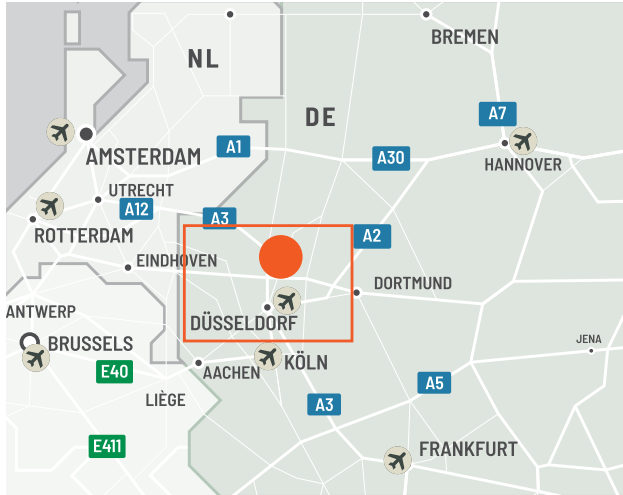 BREMEN
NL
DE
A7
A1
A30
HANNOVER
AMSTERDAM
UTRECHT
A12
A3
ROTTERDAM
A2
EINDHOVEN
DORTMUND
ANTWERP
DÜSSELDORF
BRUSSELS
JENA
KÖLN
AACHEN
E40
A5
LIÈGE
A3
E411
FRANKFURT